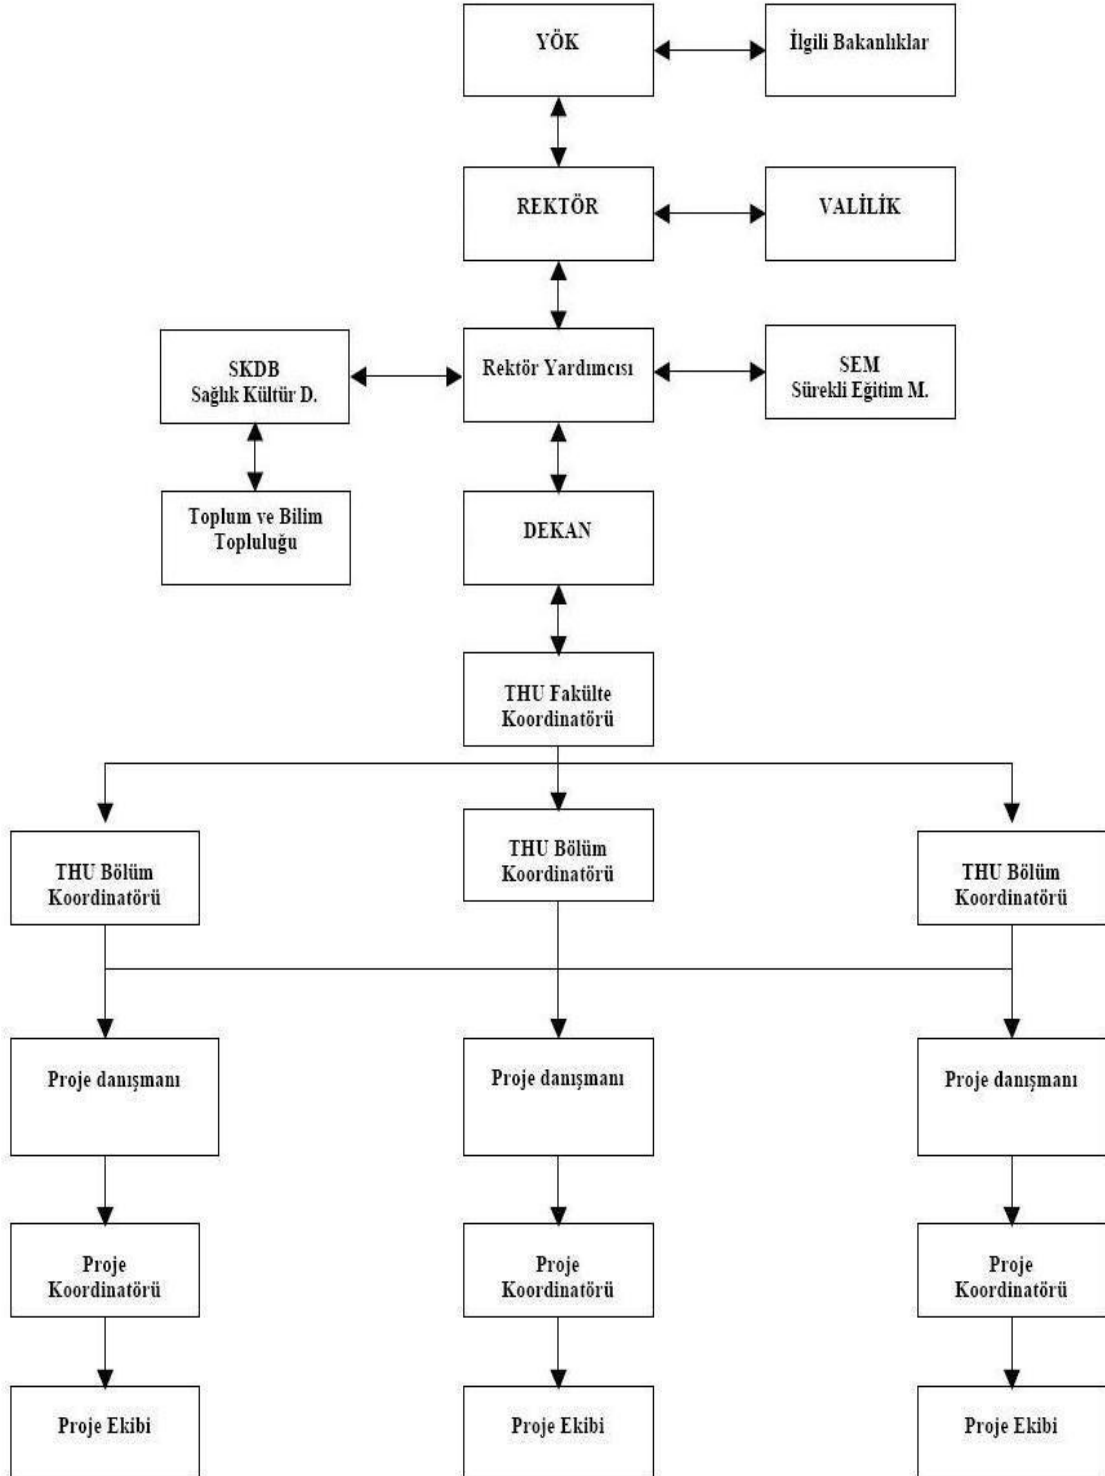 YÖK
İlgili Bakanlıklar
REKTÖR
VALİLİK
SKDB
Sağlık Kültür D.
Rektör Yardımcısı
SEM
Sürekli Eğitim M.
Toplum ve Bilim
Topluluğu
DEKAN
THU Fakülte
Koordinatörü
THU Bölüm
Koordinatörü
THU Bölüm
Koordinatörü
THU Bölüm
Koordinatörü
Proje danışmanı
Proje danışmanı
Proje danışmanı
Proje
Koordinatörü
Proje
Koordinatörü
Proje
Koordinatörü
Proje Ekibi
Proje Ekibi
Proje Ekibi